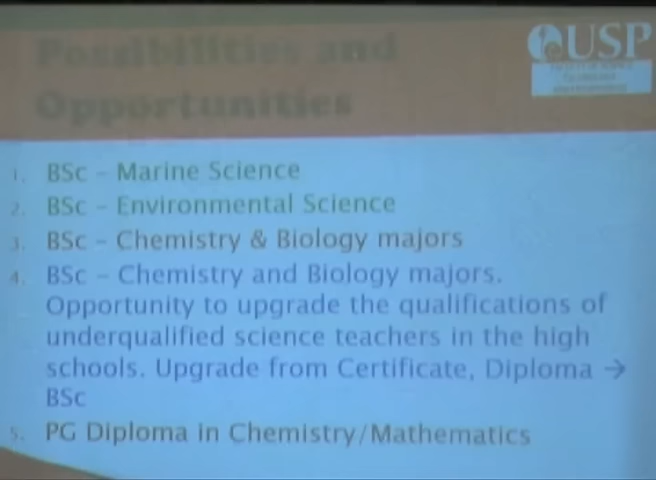 Possibilities and
Opportunities
USP
1. BSc – Marine Science
2. BSc – Environmental Science
3. BSc – Chemistry & Biology majors
4. BSc – Chemistry and Biology majors.
Opportunity to upgrade the qualifications of
underqualified science teachers in the high
schools. Upgrade from Certificate, Diploma →
BSc
5. PG Diploma in Chemistry/Mathematics